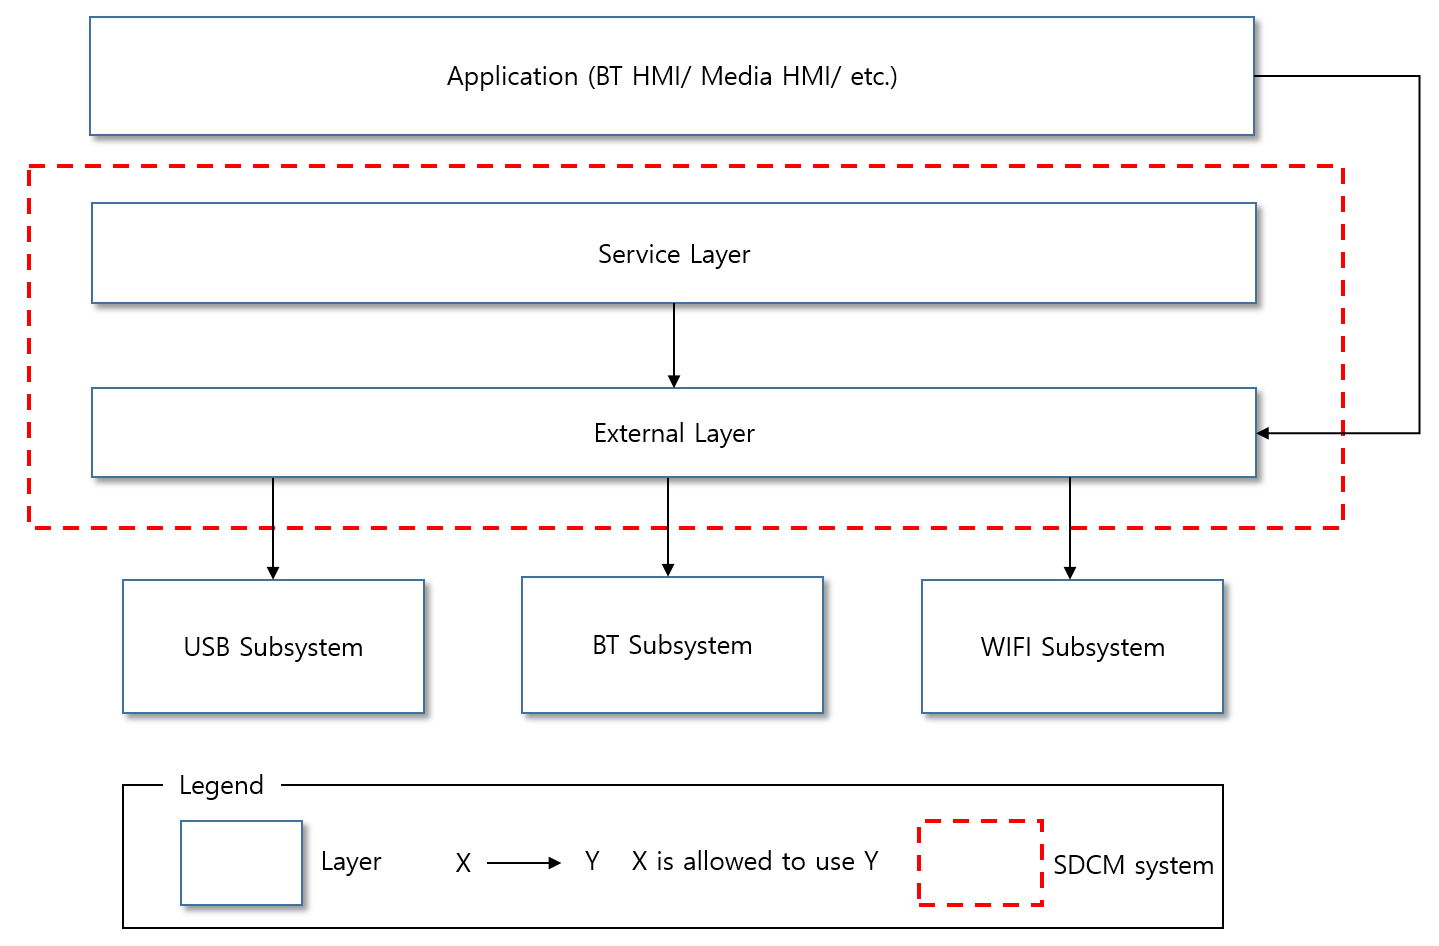 Application (BT HMI/ Media HMI/ etc.)
Service Layer
External Layer
USB Subsystem
BT Subsystem
WIFI Subsystem
Legend
Layer
X
Y
X is allowed to use Y
SDCM system